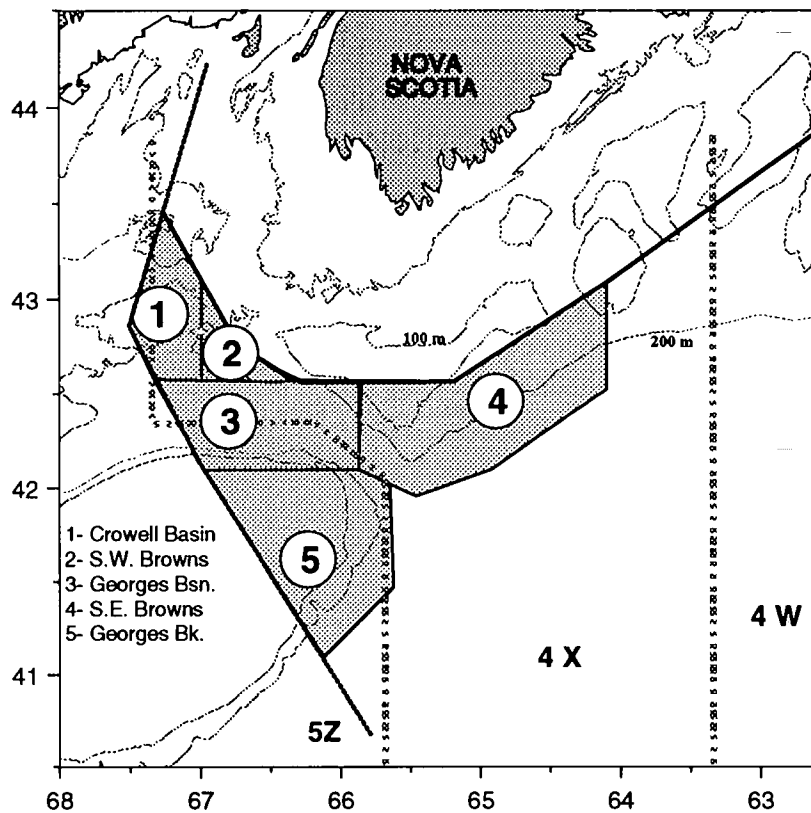 NOVA
SCOTIA
44
43
42
41
1
2
3
4
5
100 m
200 m
1- Crowell Basin
2- S.W. Browns
3- Georges Bsn.
4- S.E. Browns
5- Georges Bk.
4 W
4 X
5Z
68 67 66 65 64 63